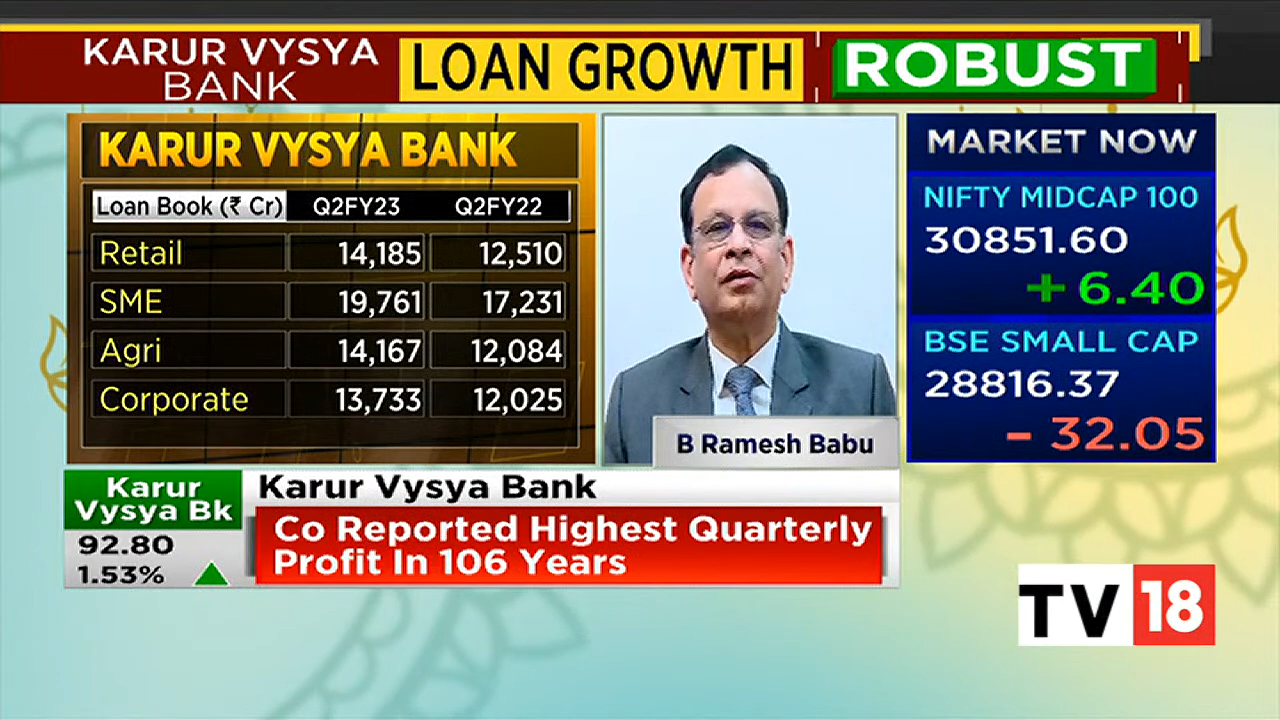 KARUR VYSYA
BANK
LOAN GROWTH
ROBUST
KARUR VYSYA BANK
Loan Book (₹ Cr) Q2FY23 Q2FY22
Retail 14,185 12,510
SME 19,761 17,231
Agri 14,167 12,084
Corporate 13,733 12,025
B Ramesh Babu
MARKET NOW
NIFTY MIDCAP 100
30851.60
+ 6.40
BSE SMALL CAP
28816.37
- 32.05
Karur
Vysya Bk
92.80
1.53%
Karur Vysya Bank
Co Reported Highest Quarterly
Profit In 106 Years
TV 18